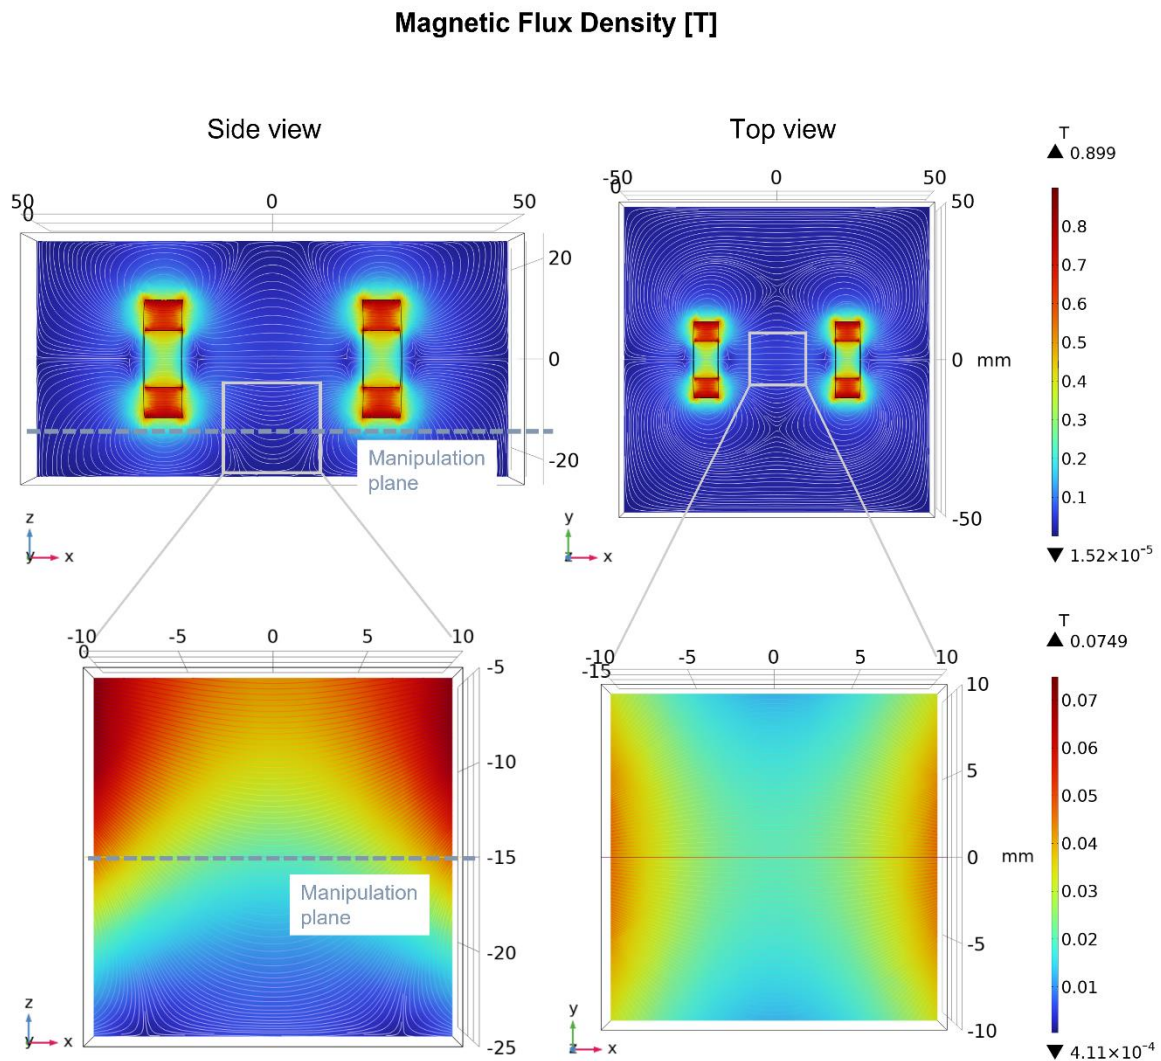 Magnetic Flux Density [T]
Side view
Top view
T
▲ 0.899
50 0 50
0
-50 0 50
0
20
0
-20
50
0 mm
-50
0.8
0.7
0.6
0.5
0.4
0.3
0.2
0.1
▼ 1.52×10⁻⁵
Manipulation
plane
z
y x
y
z x
T
▲ 0.0749
-10 -5 0 5 10
0
-5
-10
-15
-20
-25
Manipulation
plane
z
y x
-10 -5 0 5 10
-15
10
5
0 mm
-5
-10
y
z x
0.07
0.06
0.05
0.04
0.03
0.02
0.01
▼ 4.11×10⁻⁴